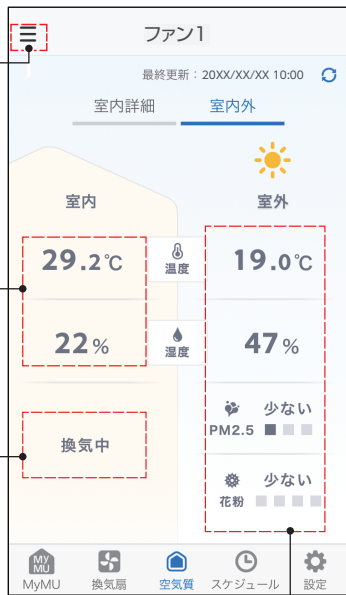 ファン1
最終更新：20XX/XX/XX 10:00
室内詳細 室内外
室内 室外
29.2℃ 温度 19.0℃
22% 湿度 47%
少ない
PM2.5
換気中
少ない
花粉
MyMU
MyMU 換気扇 空気質 スケジュール 設定